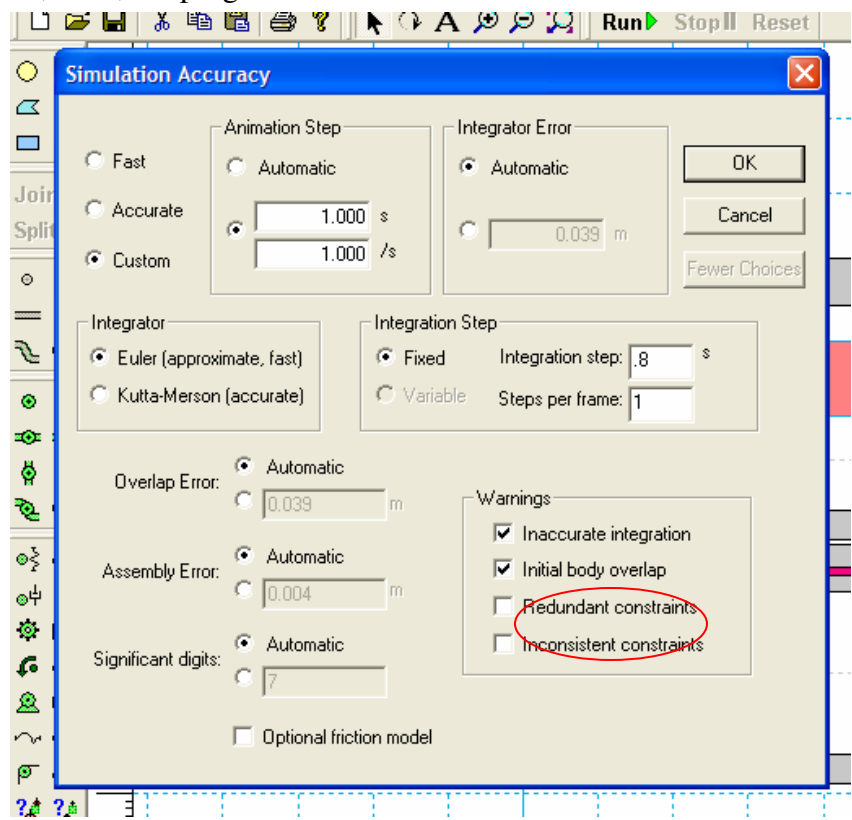 Run Stop Reset
Simulation Accuracy
Animation Step
Integrator Error
Fast
Automatic
Automatic
OK
Join
Accurate
1.000 s
0.039 m
Cancel
Split
Custom
1.000 /s
Fewer Choices
Integrator
Integration Step
Euler (approximate, fast)
Fixed
Integration step: .8 s
Kutta-Merson (accurate)
Variable
Steps per frame: 1
Overlap Error:
Automatic
0.039 m
Warnings
Inaccurate integration
Assembly Error:
Automatic
Initial body overlap
0.004 m
Redundant constraints
Significant digits:
Automatic
Inconsistent constraints
7
Optional friction model